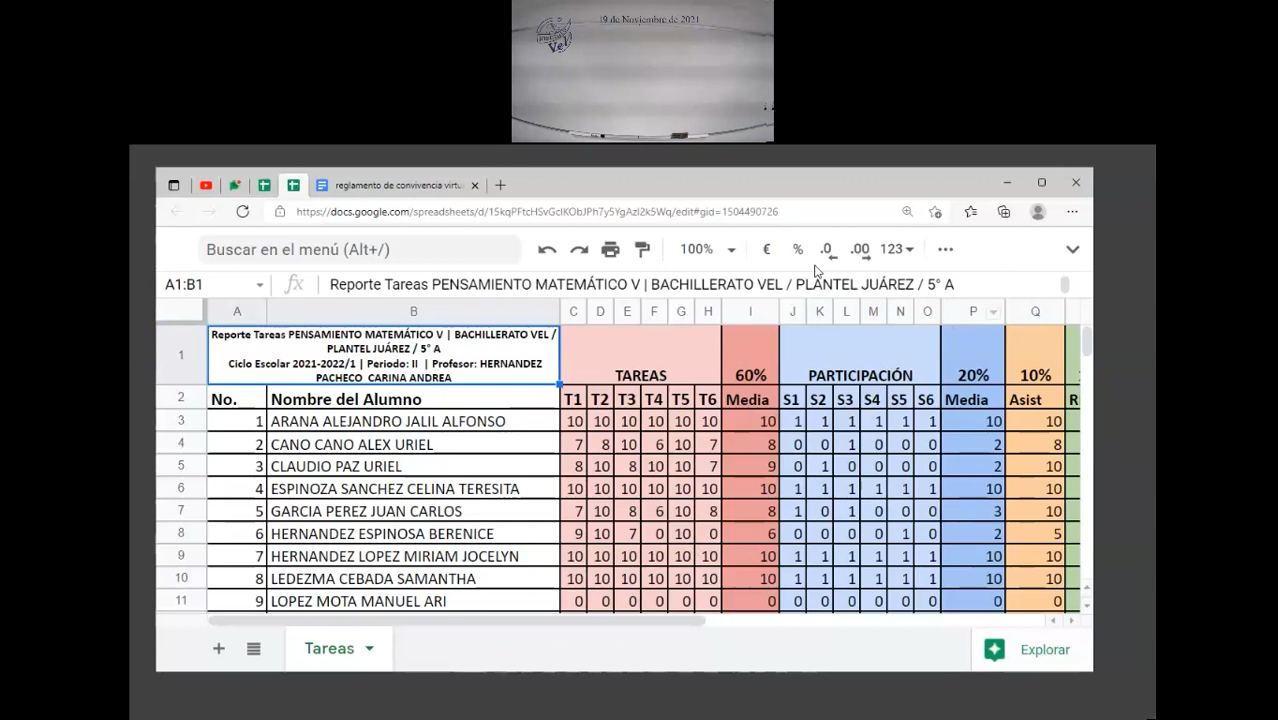 19 de Noviembre de 2021
Vel
reglamento de convivencia virtu
https://docs.google.com/spreadsheets/d/15kqPFtcHSvGcIKObJPh7y5YgAzI2k5Wq/edit#gid=1504490726
Buscar en el menú (Alt+/) 100% € % .0 .00 123
A1:B1 fx Reporte Tareas PENSAMIENTO MATEMÁTICO V | BACHILLERATO VEL / PLANTEL JUÁREZ / 5° A
A B C D E F G H I J K L M N O P Q
Reporte Tareas PENSAMIENTO MATEMÁTICO V | BACHILLERATO VEL /
PLANTEL JUÁREZ / 5° A
Ciclo Escolar 2021-2022/1 | Periodo: II | Profesor: HERNANDEZ
PACHECO CARINA ANDREA
1 TAREAS 60% PARTICIPACIÓN 20% 10%
2 No. Nombre del Alumno T1 T2 T3 T4 T5 T6 Media S1 S2 S3 S4 S5 S6 Media Asist R
3 1 ARANA ALEJANDRO JALIL ALFONSO 10 10 10 10 10 10 10 1 1 1 1 1 1 10 10
4 2 CANO CANO ALEX URIEL 7 8 10 6 10 7 8 0 0 1 0 0 0 2 8
5 3 CLAUDIO PAZ URIEL 8 10 8 10 10 7 9 0 1 0 0 0 0 2 10
6 4 ESPINOZA SANCHEZ CELINA TERESITA 10 10 10 10 10 10 10 1 1 1 1 1 1 10 10
7 5 GARCIA PEREZ JUAN CARLOS 7 10 8 6 10 8 8 1 0 1 0 0 0 3 10
8 6 HERNANDEZ ESPINOSA BERENICE 9 10 7 0 10 0 6 0 0 0 0 1 0 2 5
9 7 HERNANDEZ LOPEZ MIRIAM JOCELYN 10 10 10 10 10 10 10 1 1 1 1 1 1 10 10
10 8 LEDEZMA CEBADA SAMANTHA 10 10 10 10 10 10 10 1 1 1 1 1 1 10 10
11 9 LOPEZ MOTA MANUEL ARI 0 0 0 0 0 0 0 0 0 0 0 0 0 0 0
Tareas Explorar